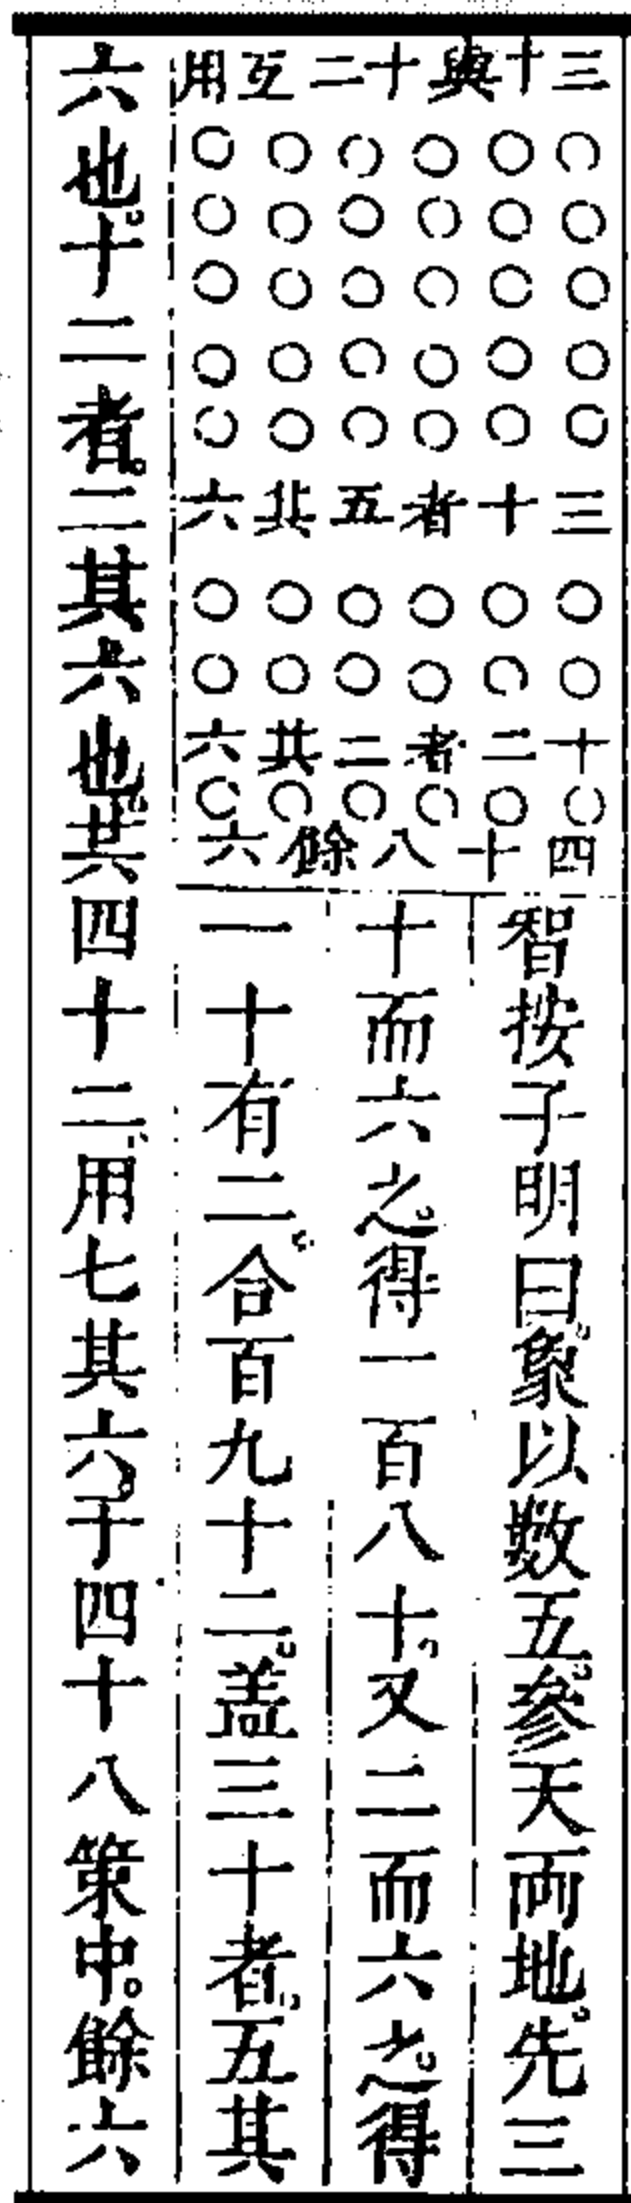 三十與十二互用
三十者五其六
十二者二其六
四十八餘六
智按子明曰。象以數五。參天両地。先三
十而六之。得一百八十。又二而六之。得
一十有二。合百九十二。盖三十者。五其
六也。十二者。二其六也。共四十二。用七其六。于四十八策中。餘六